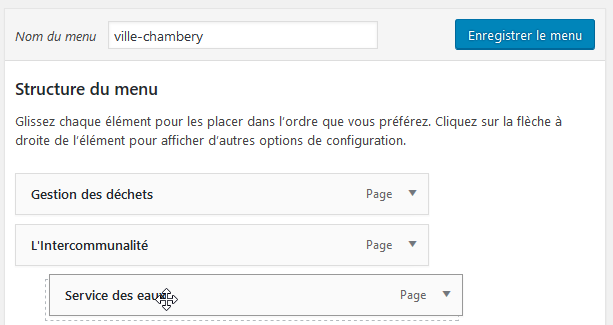 Nom du menu ville-chambery Enregistrer le menu
Structure du menu
Glissez chaque élément pour les placer dans l'ordre que vous préférez. Cliquez sur la flèche à
droite de l'élément pour afficher d'autres options de configuration.
Gestion des déchets Page
L'Intercommunalité Page
Service des eaux Page